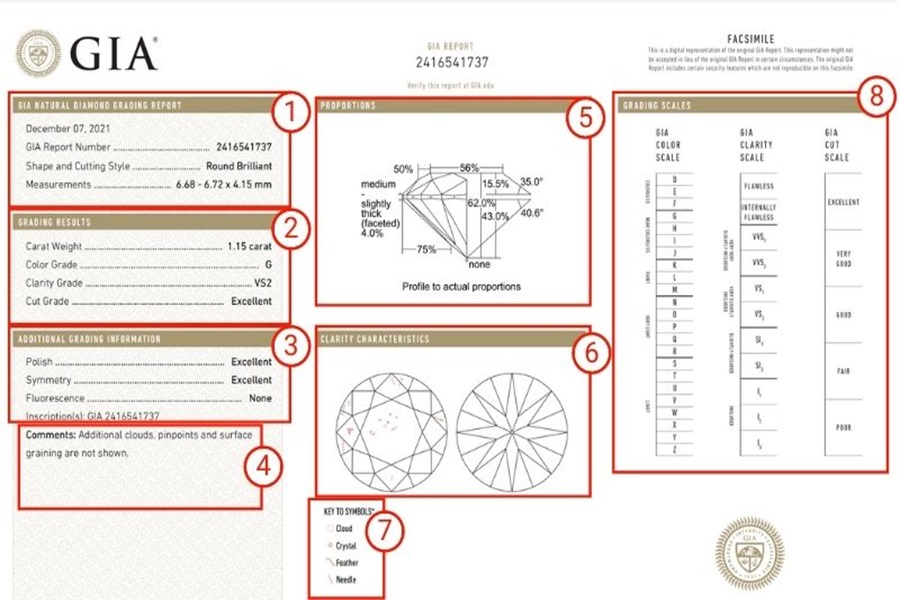 GIA®
GIA REPORT
2416541737
Verify this report at GIA.edu
FACSIMILE
This is a digital representation of the original GIA Report. This representation might not
be accepted in lieu of the original GIA Report in certain circumstances. The original GIA
Report includes certain security features which are not reproducible on this facsimile.
GIA NATURAL DIAMOND GRADING REPORT
1
December 07, 2021
GIA Report Number 2416541737
Shape and Cutting Style Round Brilliant
Measurements 6.68 - 6.72 x 4.15 mm
GRADING RESULTS
2
Carat Weight 1.15 carat
Color Grade G
Clarity Grade VS2
Cut Grade Excellent
ADDITIONAL GRADING INFORMATION
3
Polish Excellent
Symmetry Excellent
Fluorescence None
Inscription(s): GIA 2416541737
Comments: Additional clouds, pinpoints and surface
graining are not shown.
4
PROPORTIONS
5
50%
56%
medium
-
slightly
thick
(faceted)
4.0%
15.5%
35.0°
62.0%
43.0%
40.6°
75%
none
Profile to actual proportions
CLARITY CHARACTERISTICS
6
KEY TO SYMBOLS*
7
Cloud
Crystal
Feather
Needle
GRADING SCALES
8
GIA
COLOR
SCALE
D
E
F
G
H
I
J
K
L
M
N
O
P
Q
R
S
T
U
V
W
X
Y
Z
COLORLESS
NEAR COLORLESS
FAINT
VERY LIGHT
LIGHT
GIA
CLARITY
SCALE
FLAWLESS
INTERNALLY
FLAWLESS
VVS₁
VVS₂
VS₁
VS₂
SI₁
SI₂
I₁
I₂
I₃
VERY VERY
SLIGHTLY INCLUDED
VERY SLIGHTLY
INCLUDED
SLIGHTLY INCLUDED
INCLUDED
GIA
CUT
SCALE
EXCELLENT
VERY
GOOD
GOOD
FAIR
POOR
GIA